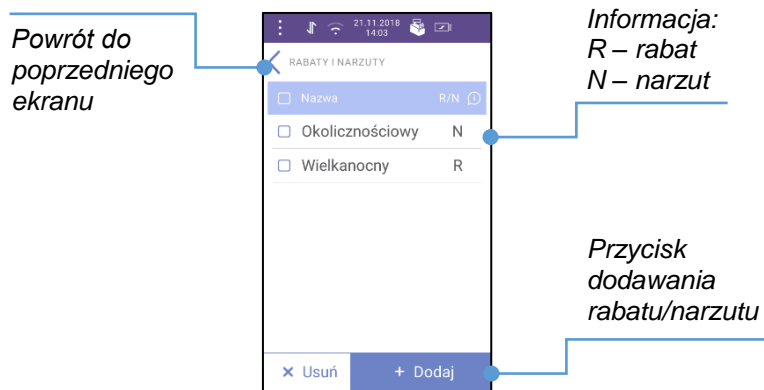 Powrót do
poprzedniego
ekranu
21.11.2018
14:03
RABATY I NARZUTY
Nazwa R/N
Okolicznościowy N
Wielkanocny R
× Usuń + Dodaj
Informacja:
R – rabat
N – narzut
Przycisk
dodawania
rabatu/narzutu